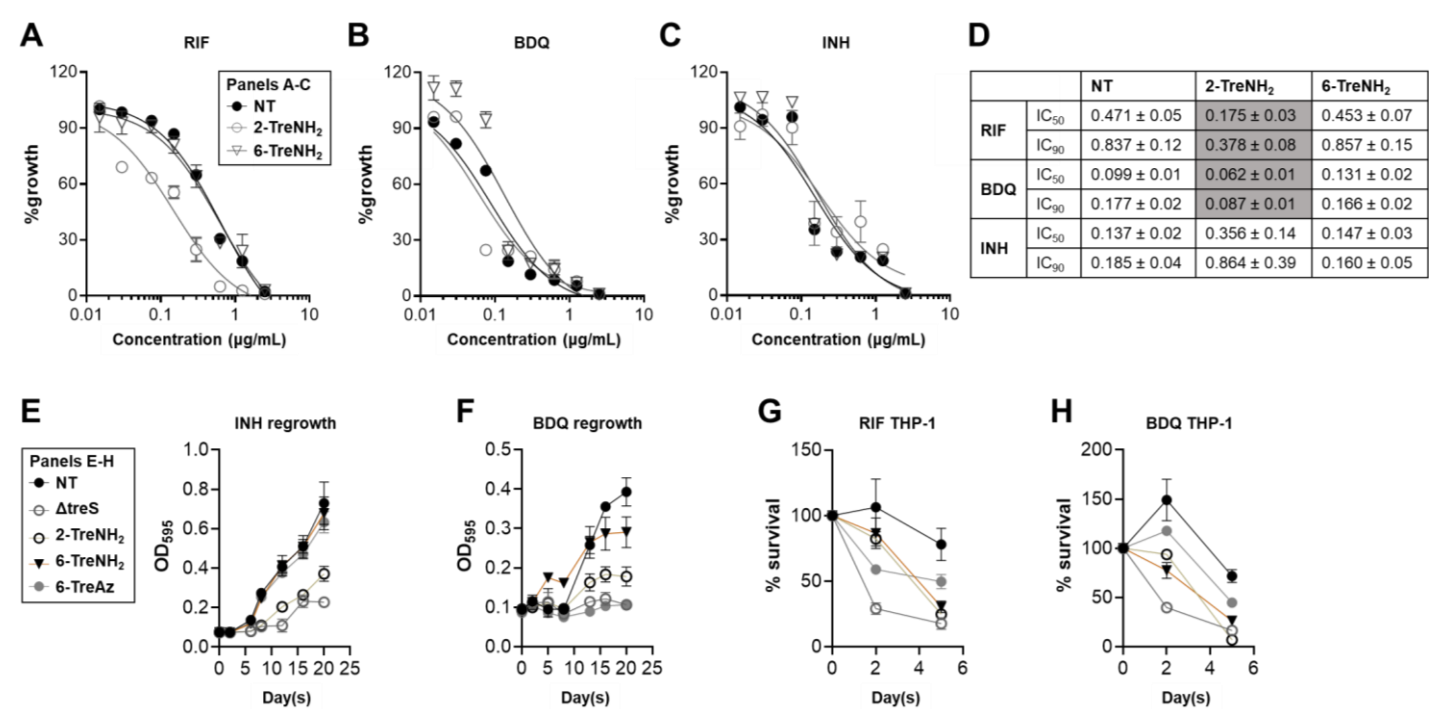 A
RIF
120
90
60
30
0
%growth
0.01
0.1
1
10
Concentration (µg/mL)
Panels A-C
NT
2-TreNH₂
6-TreNH₂
B
BDQ
120
90
60
30
0
%growth
0.01
0.1
1
10
Concentration (µg/mL)
C
INH
120
90
60
30
0
%growth
0.01
0.1
1
10
Concentration (µg/mL)
D
NT 2-TreNH₂ 6-TreNH₂
RIF IC₅₀ 0.471 ± 0.05 0.175 ± 0.03 0.453 ± 0.07
IC₉₀ 0.837 ± 0.12 0.378 ± 0.08 0.857 ± 0.15
BDQ IC₅₀ 0.099 ± 0.01 0.062 ± 0.01 0.131 ± 0.02
IC₉₀ 0.177 ± 0.02 0.087 ± 0.01 0.166 ± 0.02
INH IC₅₀ 0.137 ± 0.02 0.356 ± 0.14 0.147 ± 0.03
IC₉₀ 0.185 ± 0.04 0.864 ± 0.39 0.160 ± 0.05
E
Panels E-H
NT
ΔtreS
2-TreNH₂
6-TreNH₂
6-TreAz
INH regrowth
1.0
0.8
0.6
0.4
0.2
0.0
OD₅₉₅
0 5 10 15 20 25
Day(s)
F
BDQ regrowth
0.5
0.4
0.3
0.2
0.1
0.0
OD₅₉₅
0 5 10 15 20 25
Day(s)
G
RIF THP-1
150
100
50
0
% survival
0 2 4 6
Day(s)
H
BDQ THP-1
200
150
100
50
0
% survival
0 2 4 6
Day(s)